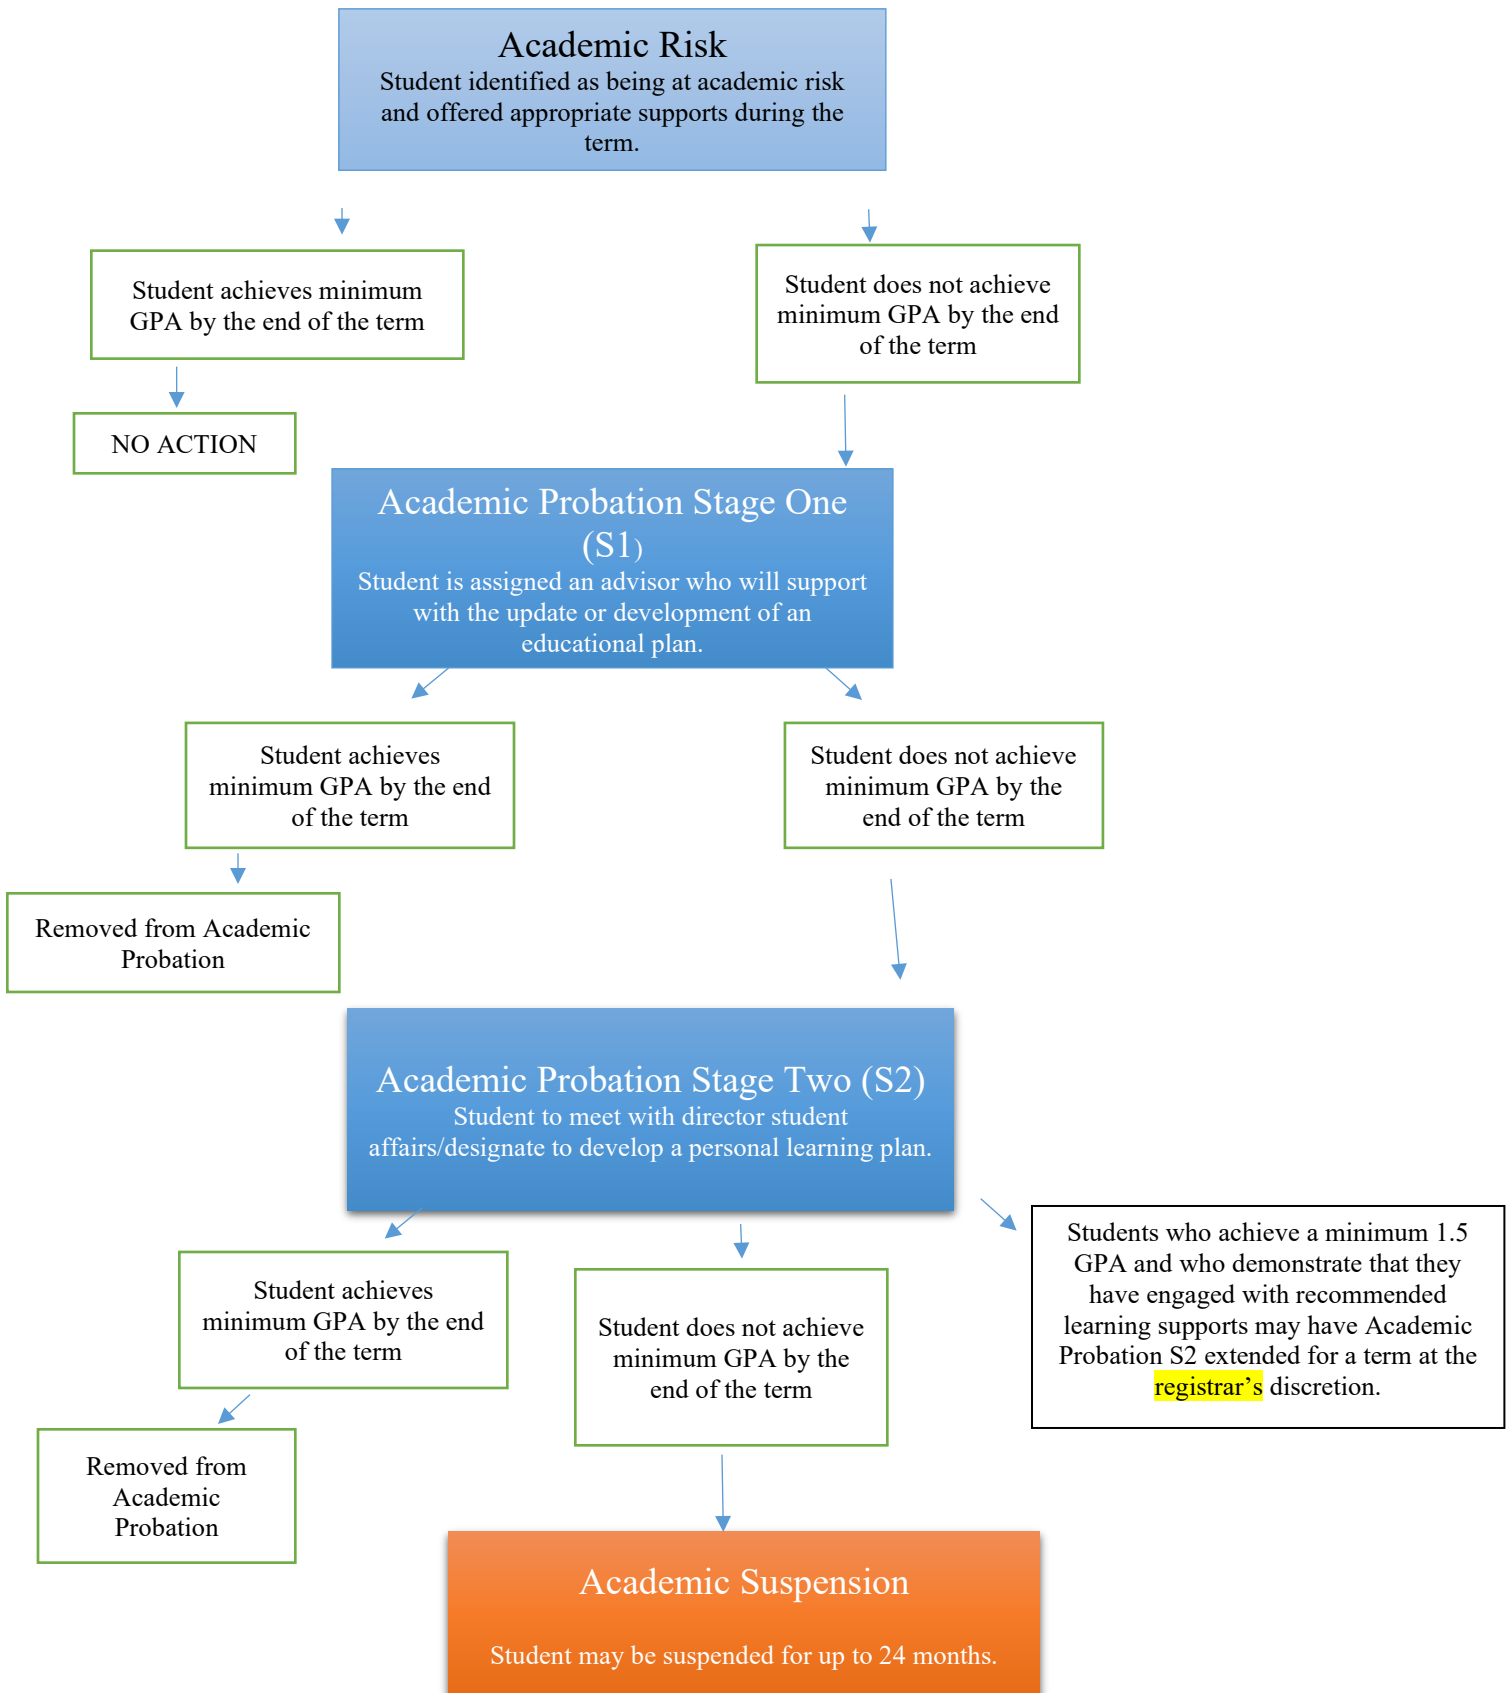 Academic Risk
Student identified as being at academic risk
and offered appropriate supports during the
term.
Student achieves minimum
GPA by the end of the term
Student does not achieve
minimum GPA by the end
of the term
NO ACTION
Academic Probation Stage One
(S1)
Student is assigned an advisor who will support
with the update or development of an
educational plan.
Student achieves
minimum GPA by the end
of the term
Student does not achieve
minimum GPA by the
end of the term
Removed from Academic
Probation
Academic Probation Stage Two (S2)
Student to meet with director student
affairs/designate to develop a personal learning plan.
Student achieves
minimum GPA by the end
of the term
Student does not achieve
minimum GPA by the
end of the term
Students who achieve a minimum 1.5
GPA and who demonstrate that they
have engaged with recommended
learning supports may have Academic
Probation S2 extended for a term at the
registrar’s discretion.
Removed from
Academic
Probation
Academic Suspension
Student may be suspended for up to 24 months.